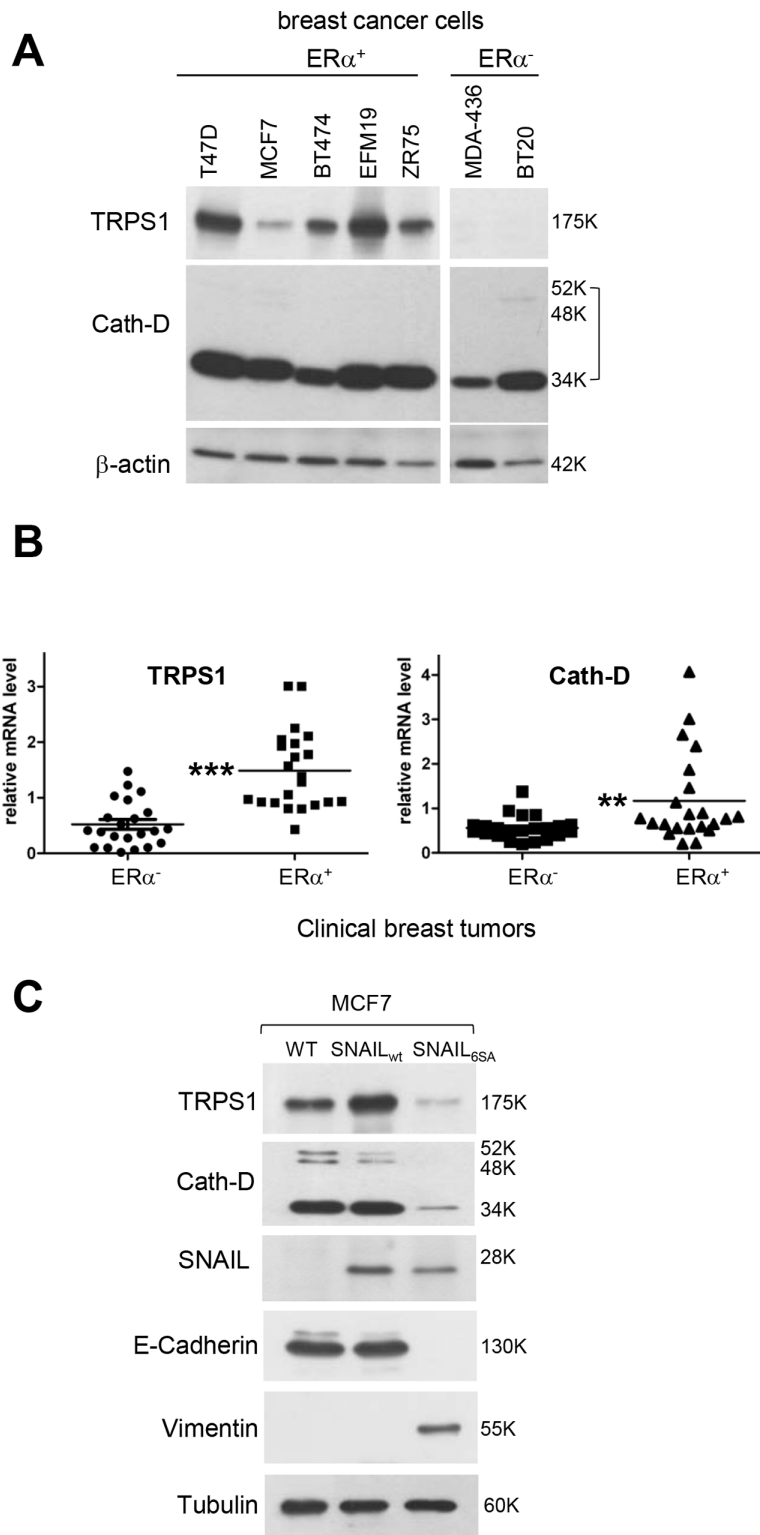 breast cancer cells
A
ERα+ ERα-
T47D MCF7 BT474 EFM19 ZR75 MDA-436 BT20
TRPS1 175K
52K
48K
Cath-D
34K
β-actin 42K
B
relative mRNA level
3
2
1
0
TRPS1
***
ERα- ERα+
relative mRNA level
4
3
2
1
0
Cath-D
**
ERα- ERα+
Clinical breast tumors
C
MCF7
WT SNAILwt SNAIL6SA
TRPS1 175K
52K
48K
Cath-D
34K
SNAIL 28K
E-Cadherin 130K
Vimentin 55K
Tubulin 60K